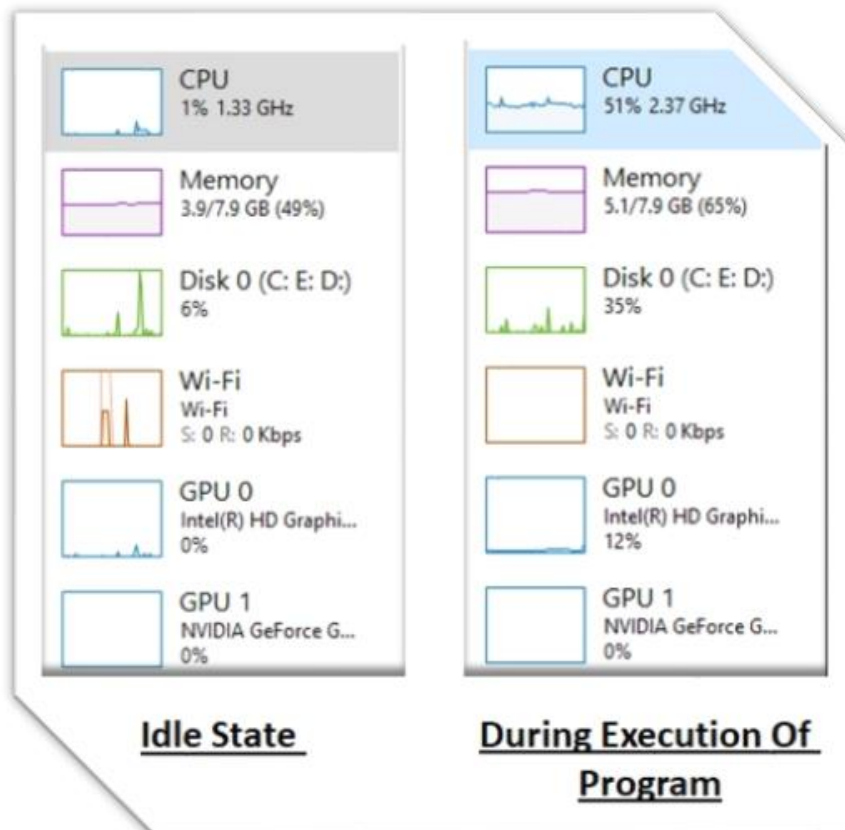 CPU
1% 1.33 GHz
Memory
3.9/7.9 GB (49%)
Disk 0 (C: E: D:)
6%
Wi-Fi
Wi-Fi
S: 0 R: 0 Kbps
GPU 0
Intel(R) HD Graphi...
0%
GPU 1
NVIDIA GeForce G...
0%
Idle State
CPU
51% 2.37 GHz
Memory
5.1/7.9 GB (65%)
Disk 0 (C: E: D:)
35%
Wi-Fi
Wi-Fi
S: 0 R: 0 Kbps
GPU 0
Intel(R) HD Graphi...
12%
GPU 1
NVIDIA GeForce G...
0%
During Execution Of
Program